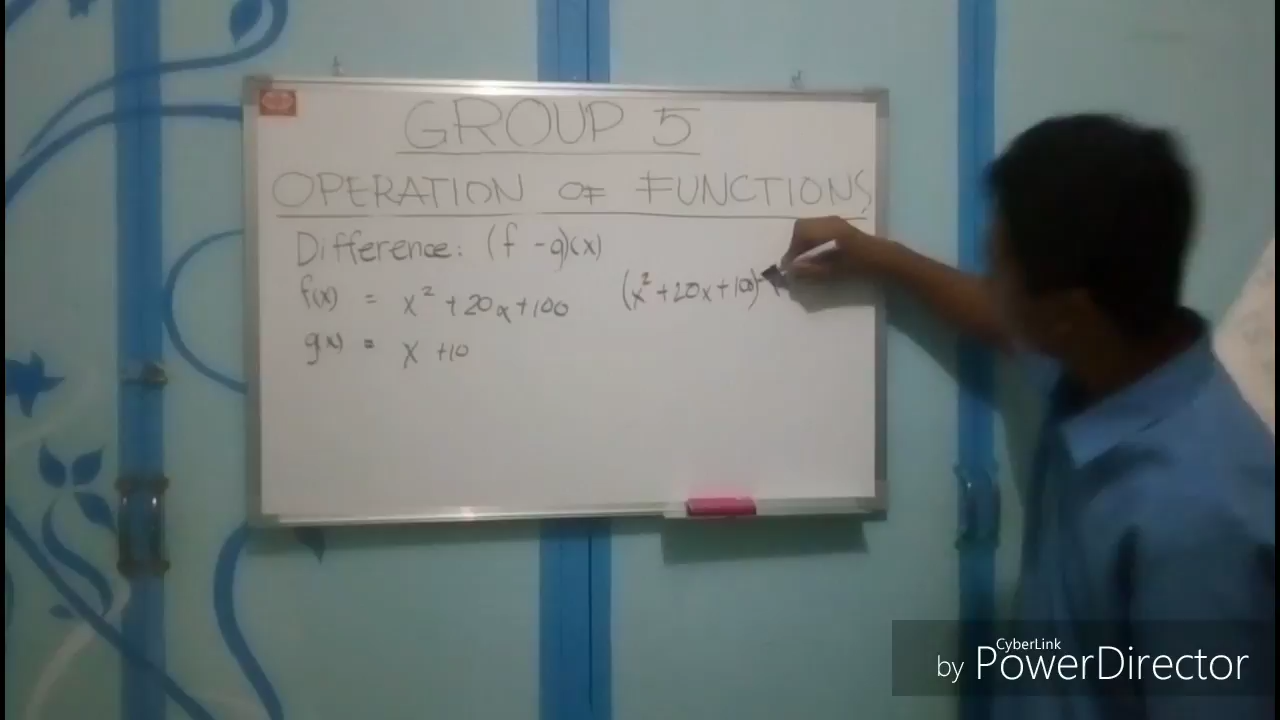 GROUP 5
OPERATION OF FUNCTIONS
Difference: (f - g)(x)
f(x) = x² + 20x + 100
(x² + 20x + 100) - (
g(x) = x + 10
CyberLink
by PowerDirector